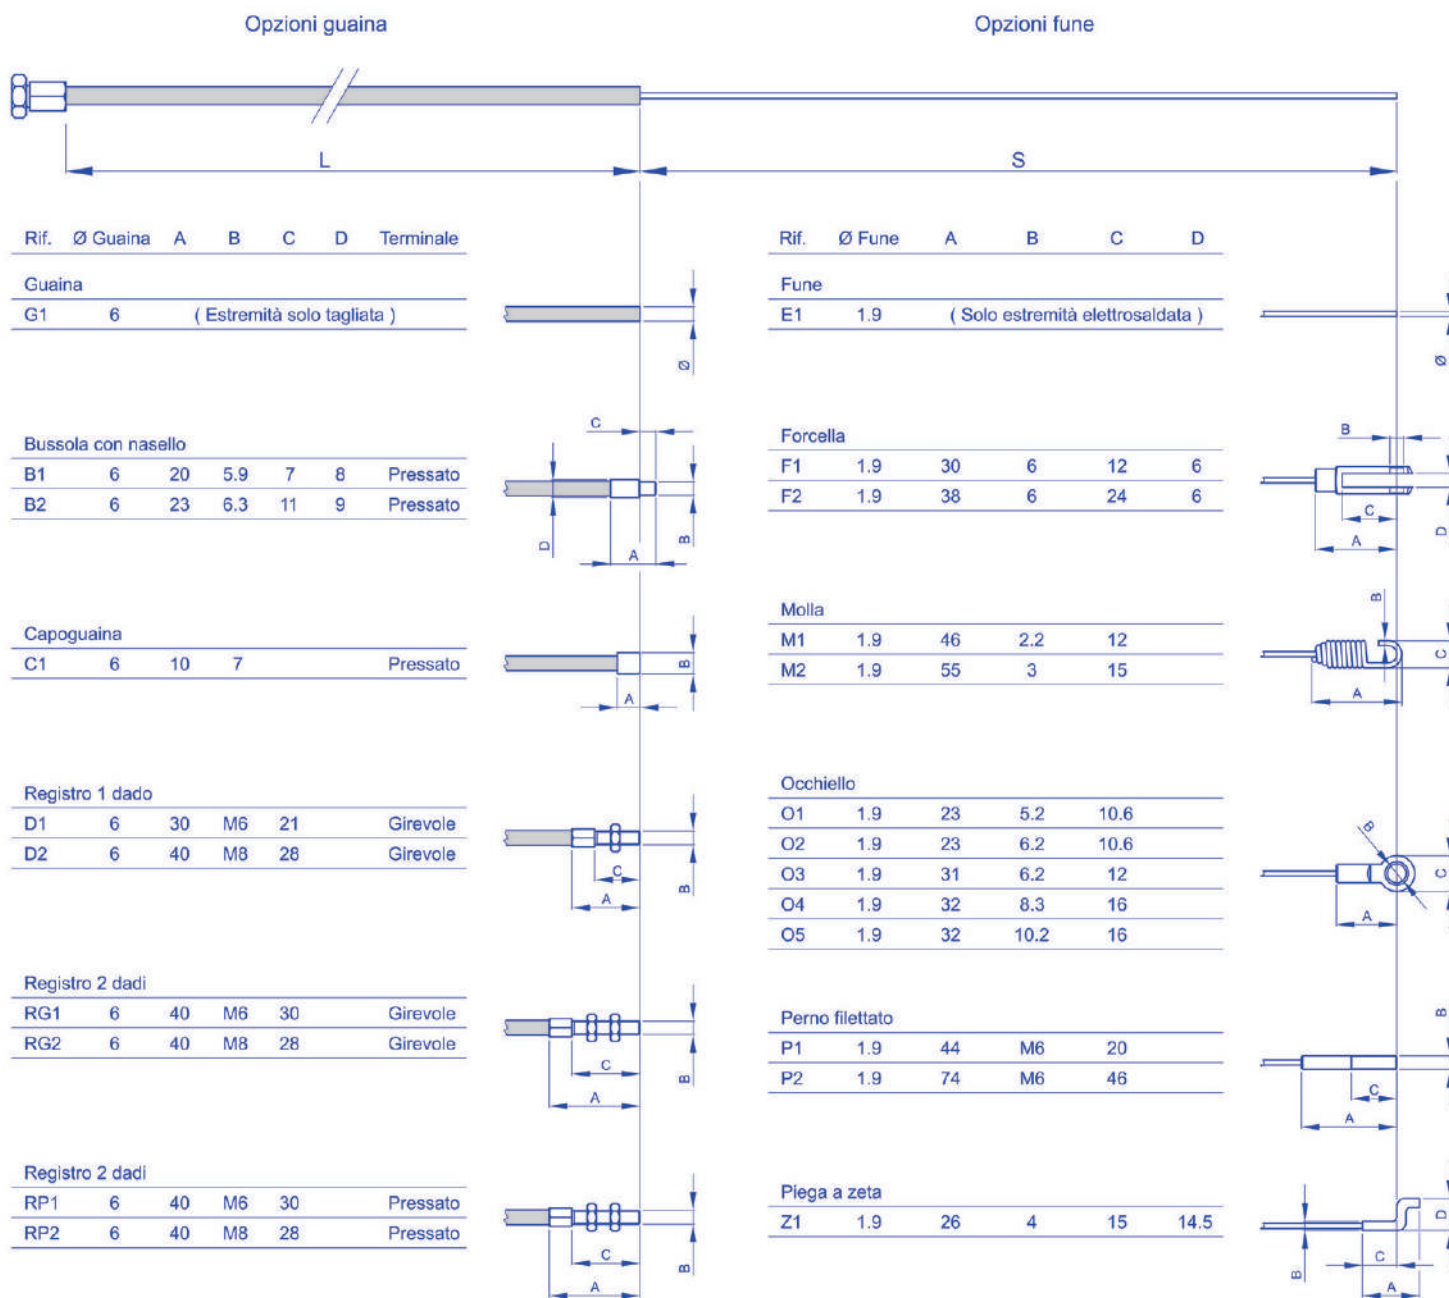 Opzioni guaina
Opzioni fune
L
S
Rif. Ø Guaina A B C D Terminale
Guaina
G1 6 ( Estremità solo tagliata )
Ø
Bussola con nasello
B1 6 20 5.9 7 8 Pressato
B2 6 23 6.3 11 9 Pressato
C
D
A
B
Capoguaina
C1 6 10 7 Pressato
B
A
Registro 1 dado
D1 6 30 M6 21 Girevole
D2 6 40 M8 28 Girevole
C
A
B
Registro 2 dadi
RG1 6 40 M6 30 Girevole
RG2 6 40 M8 28 Girevole
C
A
B
Registro 2 dadi
RP1 6 40 M6 30 Pressato
RP2 6 40 M8 28 Pressato
C
A
B
Rif. Ø Fune A B C D
Fune
E1 1.9 ( Solo estremità elettrosaldata )
Ø
Forcella
F1 1.9 30 6 12 6
F2 1.9 38 6 24 6
B
C
A
D
Molla
M1 1.9 46 2.2 12
M2 1.9 55 3 15
B
C
A
Occhiello
O1 1.9 23 5.2 10.6
O2 1.9 23 6.2 10.6
O3 1.9 31 6.2 12
O4 1.9 32 8.3 16
O5 1.9 32 10.2 16
B
C
A
Perno filettato
P1 1.9 44 M6 20
P2 1.9 74 M6 46
B
C
A
Piega a zeta
Z1 1.9 26 4 15 14.5
D
C
B
A